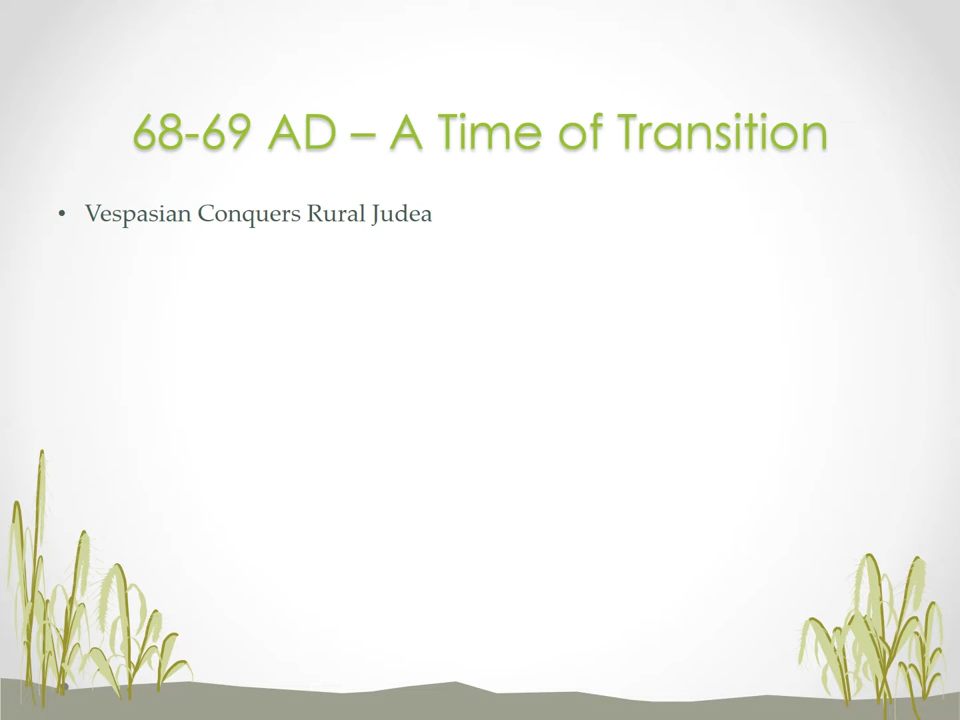 68-69 AD – A Time of Transition
• Vespasian Conquers Rural Judea